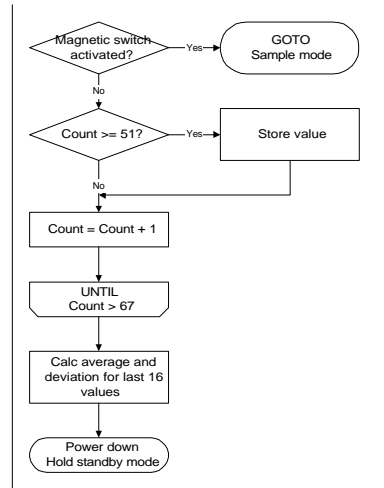 Magnetic switch
activated?
Yes
GOTO
Sample mode
No
Count >= 51?
Yes
Store value
No
Count = Count + 1
UNTIL
Count > 67
Calc average and
deviation for last 16
values
Power down
Hold standby mode